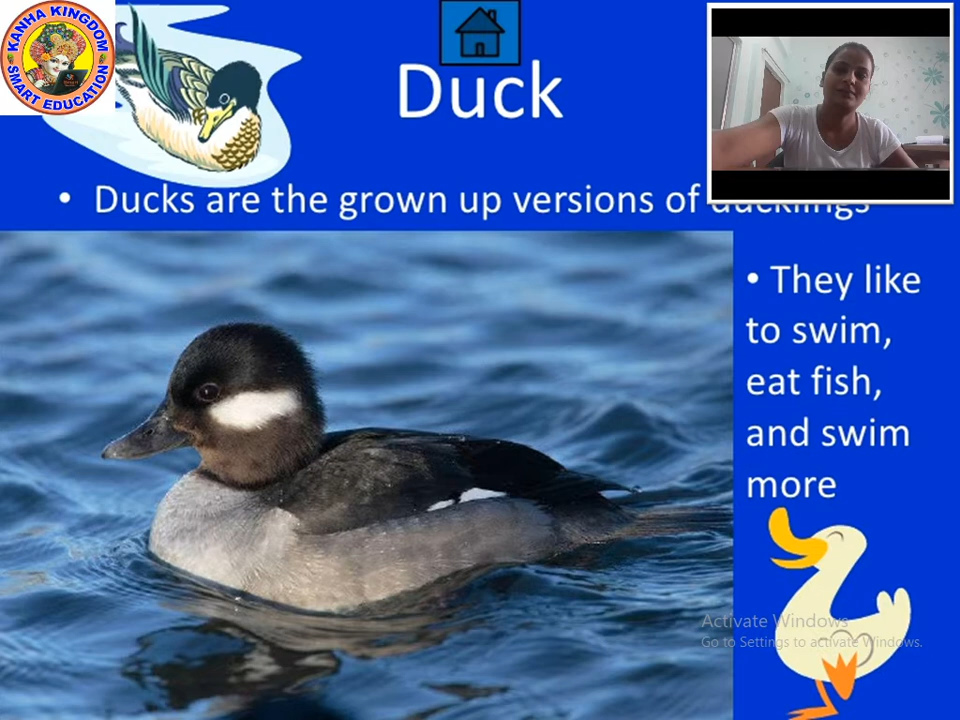 KANHA KINGDOM
SMART EDUCATION
Duck
• Ducks are the grown up versions of ducklings
• They like
to swim,
eat fish,
and swim
more
Activate Windows
Go to Settings to activate Windows.